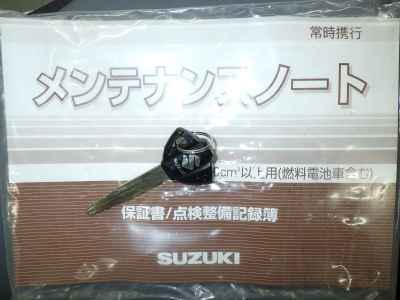 常時携行
メンテナンスノート
cm³以上用(燃料電池車含む)
保証書/点検整備記録簿
SUZUKI